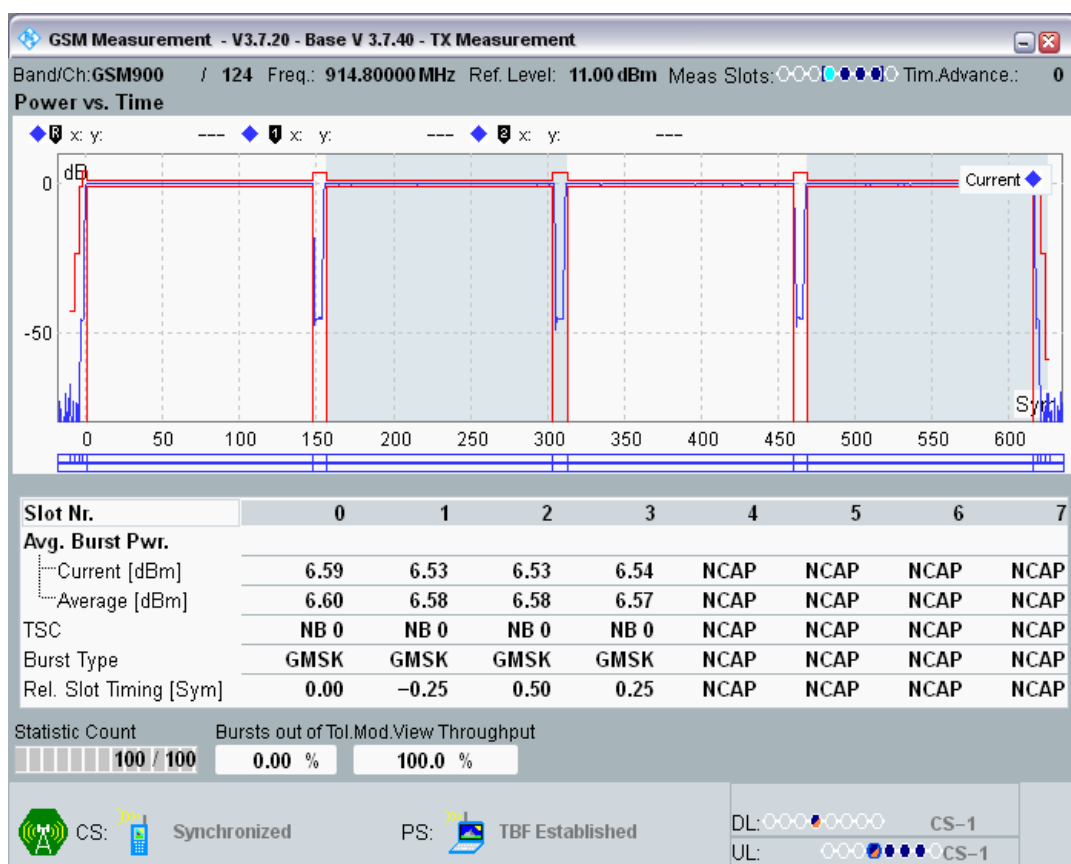 GSM Measurement - V3.7.20 - Base V 3.7.40 - TX Measurement
Band/Ch:GSM900 / 124 Freq.: 914.80000 MHz Ref. Level: 11.00 dBm Meas Slots: Tim.Advance.: 0
Power vs. Time
R x: y: --- 1 x: y: --- 2 x: y: ---
dB
0
Current
-50
Sym
0 50 100 150 200 250 300 350 400 450 500 550 600
Slot Nr. 0 1 2 3 4 5 6 7
Avg. Burst Pwr.
Current [dBm] 6.59 6.53 6.53 6.54 NCAP NCAP NCAP NCAP
Average [dBm] 6.60 6.58 6.58 6.57 NCAP NCAP NCAP NCAP
TSC NB 0 NB 0 NB 0 NB 0 NCAP NCAP NCAP NCAP
Burst Type GMSK GMSK GMSK GMSK NCAP NCAP NCAP NCAP
Rel. Slot Timing [Sym] 0.00 −0.25 0.50 0.25 NCAP NCAP NCAP NCAP
Statistic Count Bursts out of Tol.Mod.View Throughput
100 / 100 0.00 % 100.0 %
CS: Synchronized PS: TBF Established DL: CS−1
UL: CS−1